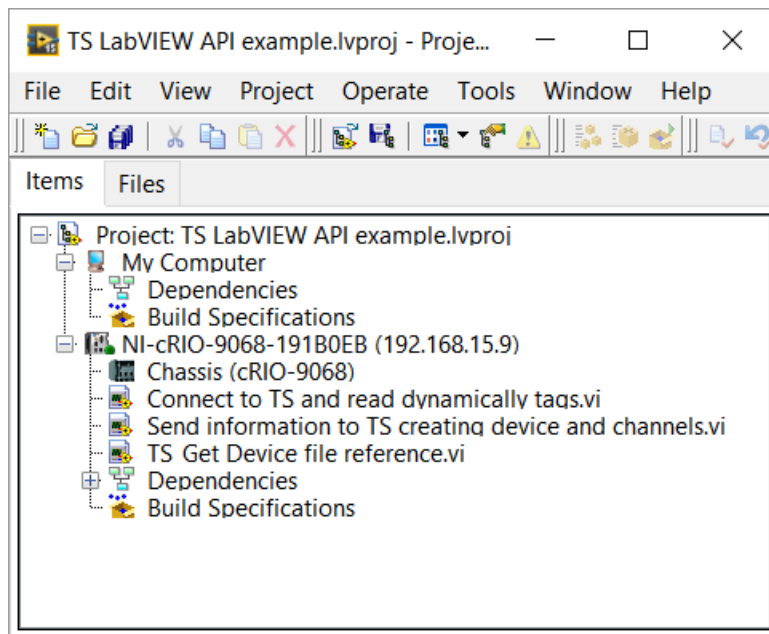 TS LabVIEW API example.lvproj - Proje...
File Edit View Project Operate Tools Window Help
Items Files
Project: TS LabVIEW API example.lvproj
My Computer
Dependencies
Build Specifications
NI-cRIO-9068-191B0EB (192.168.15.9)
Chassis (cRIO-9068)
Connect to TS and read dynamically tags.vi
Send information to TS creating device and channels.vi
TS Get Device file reference.vi
Dependencies
Build Specifications